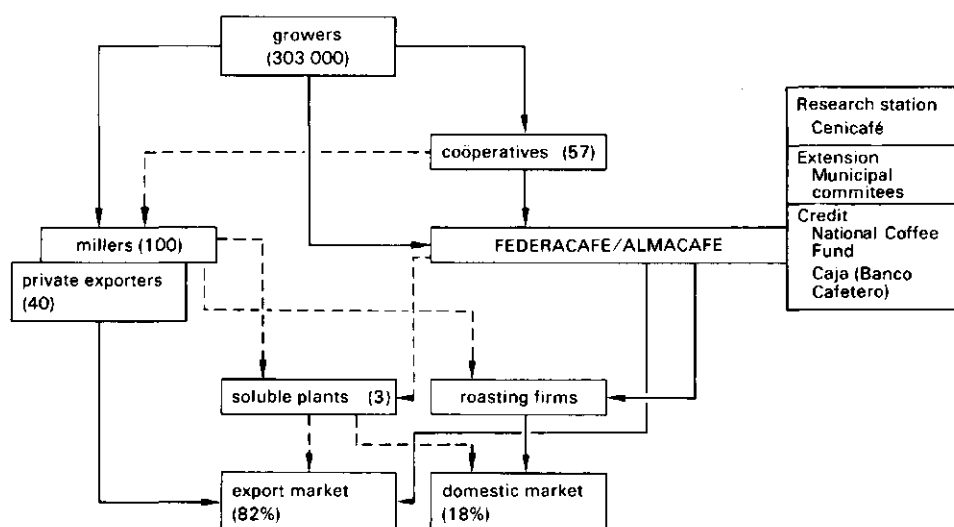 growers
(303 000)
coöperatives (57)
Research station
Cenicafé
Extension
Municipal
commitees
Credit
National Coffee
Fund
Caja (Banco
Cafetero)
millers (100)
FEDERACAFE/ALMACAFE
private exporters
(40)
soluble plants (3)
roasting firms
export market
(82%)
domestic market
(18%)